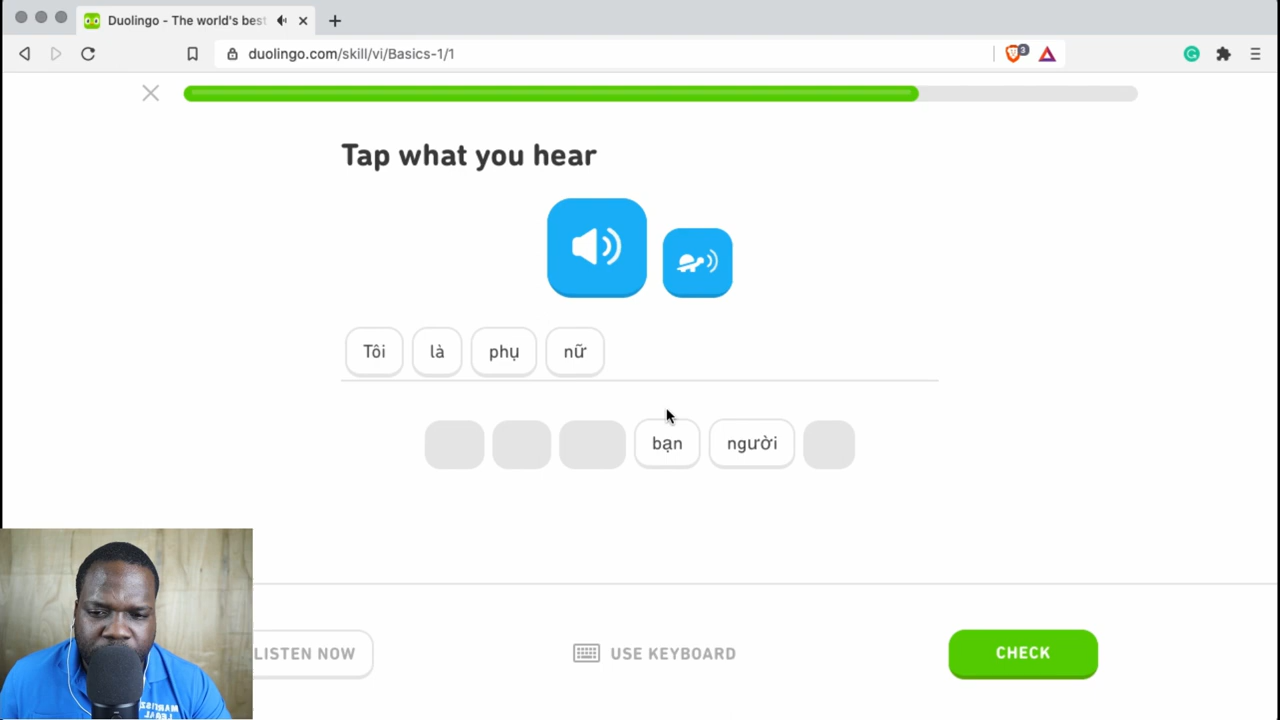 Duolingo - The world's best
duolingo.com/skill/vi/Basics-1/1
3
Tap what you hear
Tôi là phụ nữ
bạn người
LISTEN NOW
USE KEYBOARD
CHECK